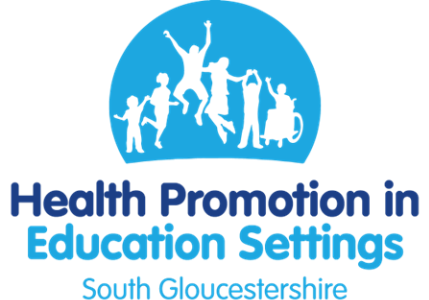 Health Promotion in
Education Settings
South Gloucestershire